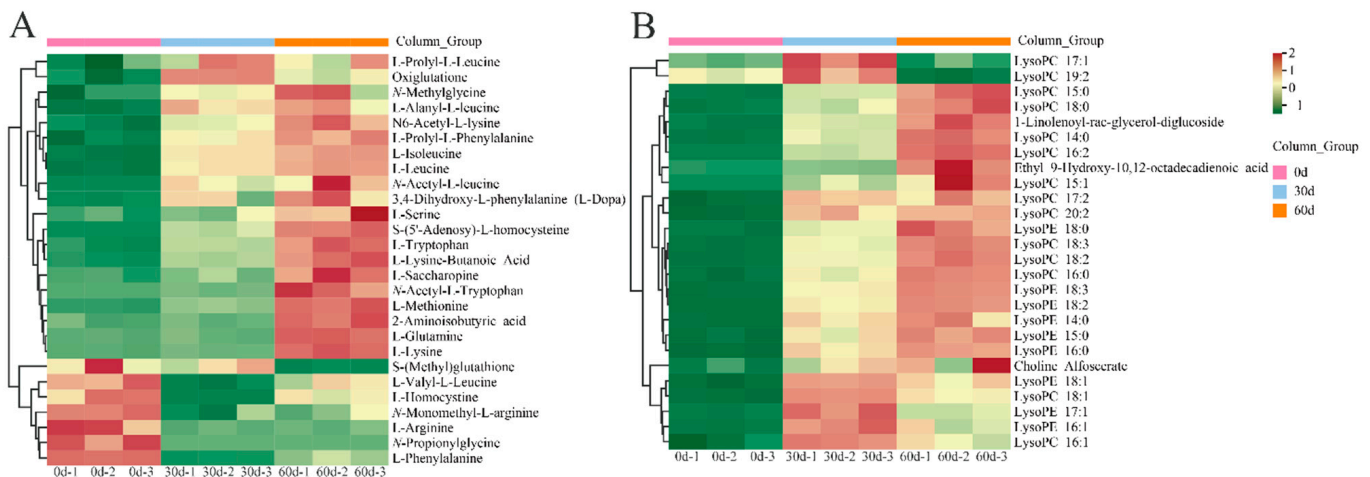 A
Column_Group
L-Prolyl-L-Leucine
Oxiglutatione
N-Methylglycine
L-Alanyl-L-leucine
N6-Acetyl-L-lysine
L-Prolyl-L-Phenylalanine
L-Isoleucine
L-Leucine
N-Acetyl-L-leucine
3,4-Dihydroxy-L-phenylalanine (L-Dopa)
L-Serine
S-(5'-Adenosy)-L-homocysteine
L-Tryptophan
L-Lysine-Butanoic Acid
L-Saccharopine
N-Acetyl-L-Tryptophan
L-Methionine
2-Aminoisobutyric acid
L-Glutamine
L-Lysine
S-(Methyl)glutathione
L-Valyl-L-Leucine
L-Homocystine
N-Monomethyl-L-arginine
L-Arginine
N-Propionylglycine
L-Phenylalanine
0d-1 0d-2 0d-3 30d-1 30d-2 30d-3 60d-1 60d-2 60d-3
B
Column_Group
LysoPC 17:1
LysoPC 19:2
LysoPC 15:0
LysoPC 18:0
1-Linolenoyl-rac-glycerol-diglucoside
LysoPC 14:0
LysoPC 16:2
Ethyl 9-Hydroxy-10,12-octadecadienoic acid
LysoPC 15:1
LysoPC 17:2
LysoPC 20:2
LysoPE 18:0
LysoPC 18:3
LysoPC 18:2
LysoPC 16:0
LysoPE 18:3
LysoPE 18:2
LysoPE 14:0
LysoPE 15:0
LysoPE 16:0
Choline Alfoscerate
LysoPE 18:1
LysoPC 18:1
LysoPE 17:1
LysoPE 16:1
LysoPC 16:1
0d-1 0d-2 0d-3 30d-1 30d-2 30d-3 60d-1 60d-2 60d-3
2
1
0
1
Column_Group
0d
30d
60d